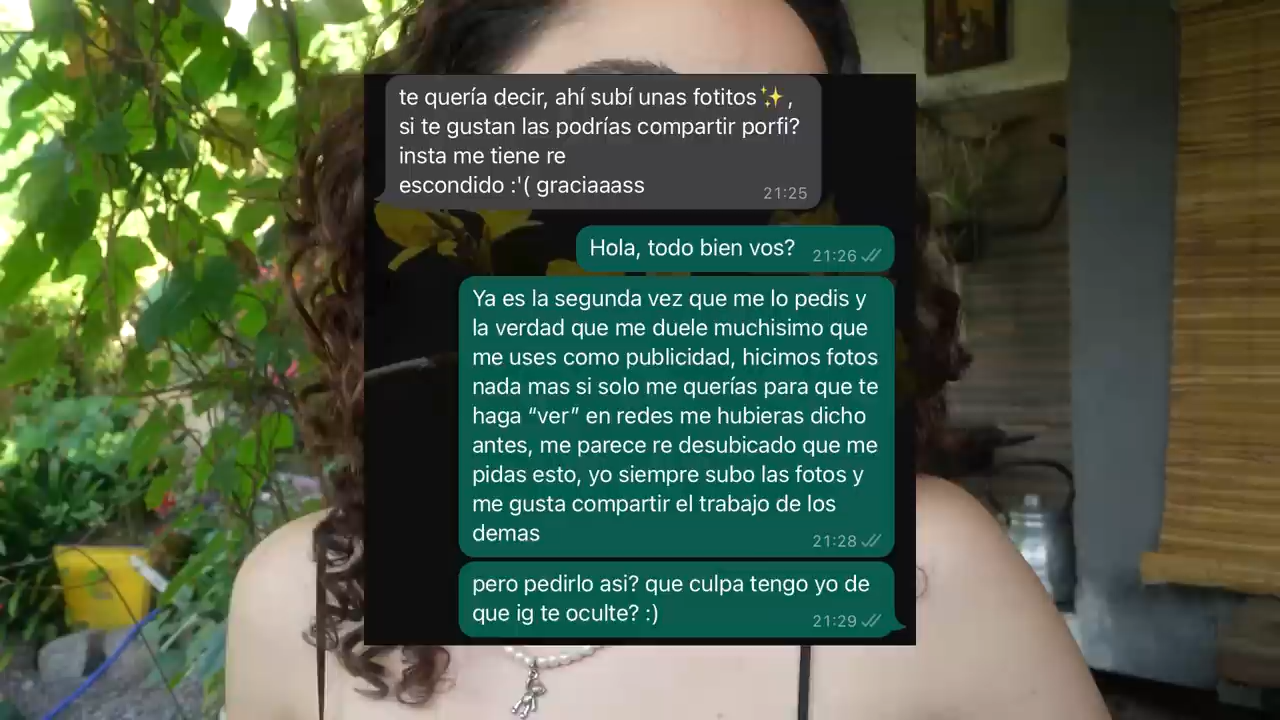 te quería decir, ahí subí unas fotitos✨,
si te gustan las podrías compartir porfi?
insta me tiene re
escondido :'( graciaaass
21:25
Hola, todo bien vos?
21:26
Ya es la segunda vez que me lo pedis y
la verdad que me duele muchisimo que
me uses como publicidad, hicimos fotos
nada mas si solo me querías para que te
haga “ver” en redes me hubieras dicho
antes, me parece re desubicado que me
pidas esto, yo siempre subo las fotos y
me gusta compartir el trabajo de los
demas
21:28
pero pedirlo asi? que culpa tengo yo de
que ig te oculte? :)
21:29